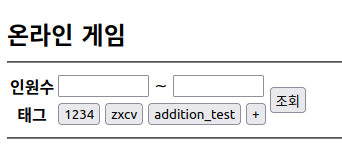 온라인 게임
인원수 ~ 조회
태그 1234 zxcv addition_test +